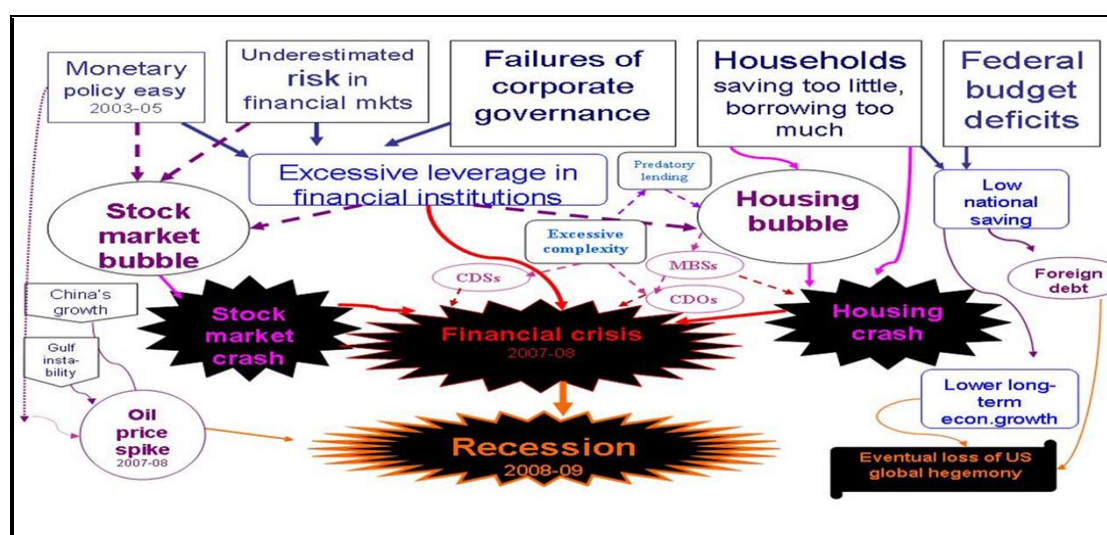 Monetary
policy easy
2003-05
Underestimated
risk in
financial mkts
Failures of
corporate
governance
Households
saving too little,
borrowing too
much
Federal
budget
deficits
Excessive leverage in
financial institutions
Predatory
lending
Housing
bubble
Low
national
saving
Stock
market
bubble
Excessive
complexity
CDSs
MBSs
CDOs
Foreign
debt
China's
growth
Gulf insta-
bility
Stock
market
crash
Financial crisis
2007-08
Housing
crash
Lower long-
term
econ.growth
Oil
price
spike
2007-08
Recession
2008-09
Eventual loss of US
global hegemony